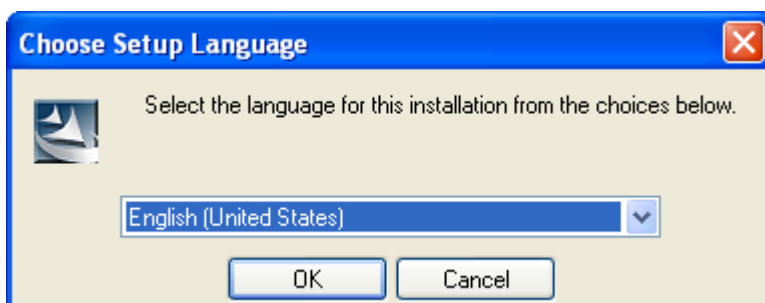 Choose Setup Language
Select the language for this installation from the choices below.
English (United States)
OK Cancel